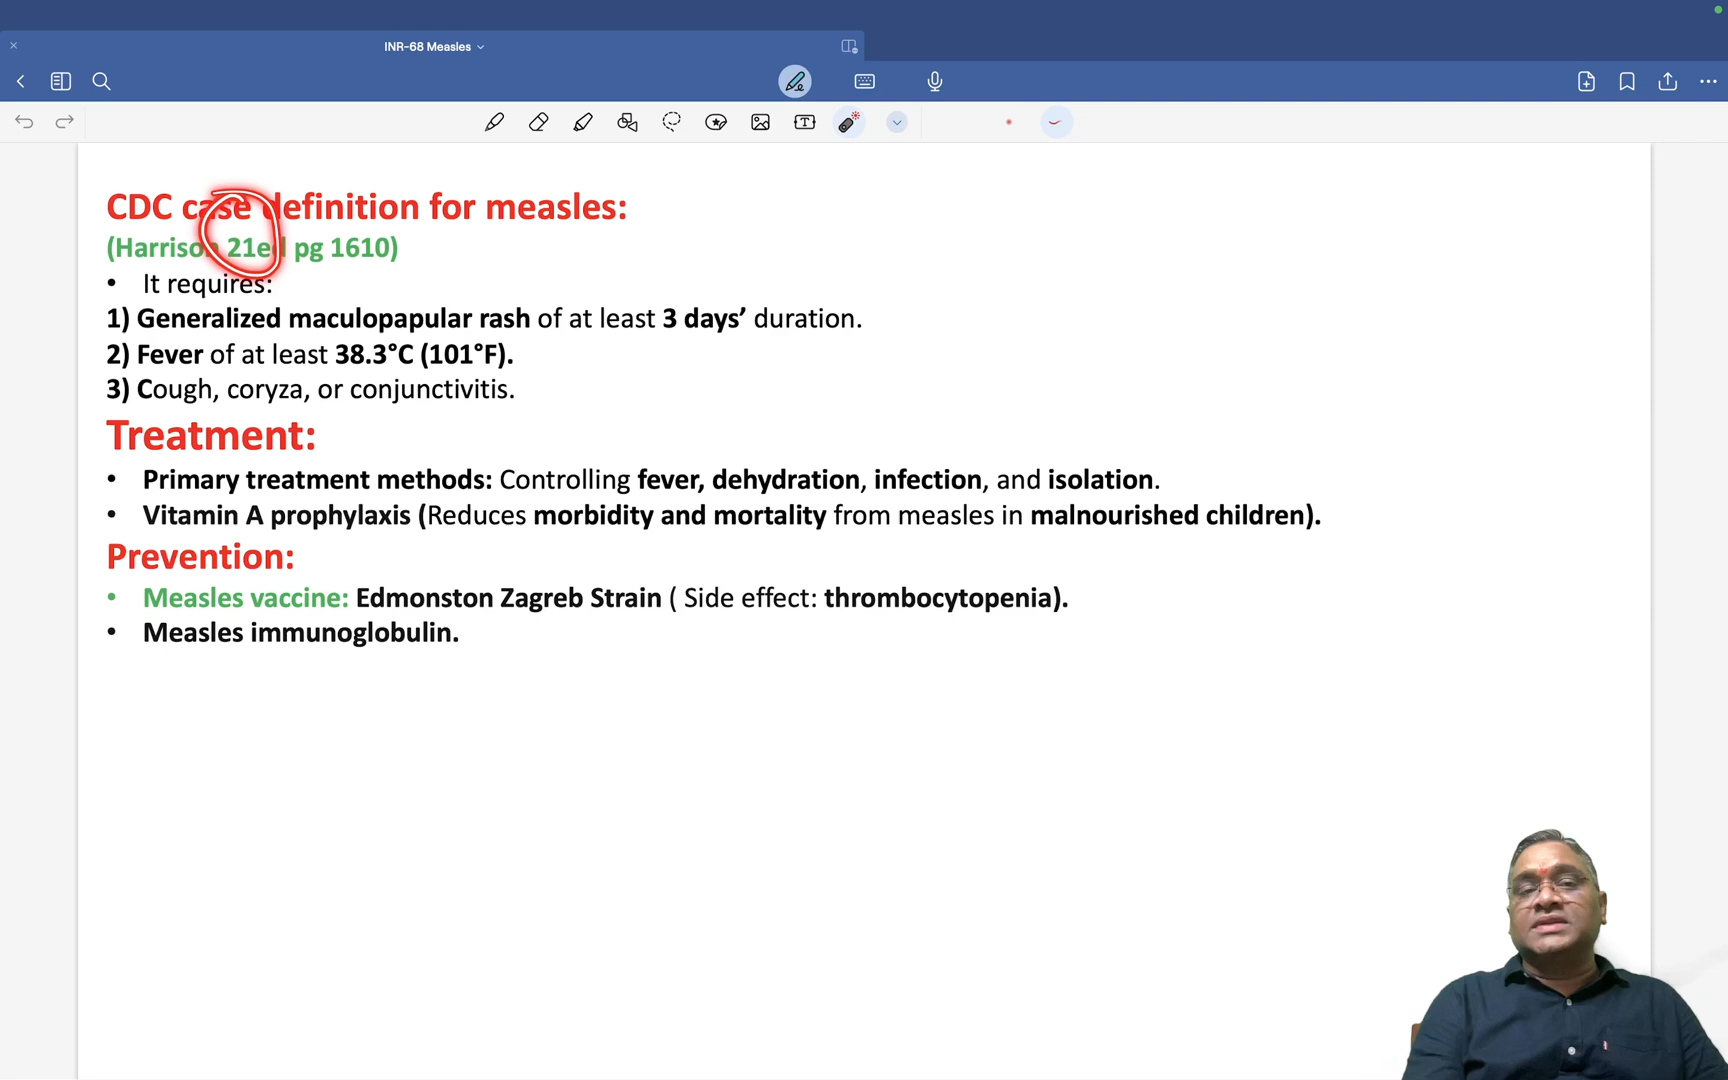 INR-68 Measles
CDC case definition for measles:
(Harrison 21ed pg 1610)
• It requires:
1) Generalized maculopapular rash of at least 3 days’ duration.
2) Fever of at least 38.3°C (101°F).
3) Cough, coryza, or conjunctivitis.
Treatment:
• Primary treatment methods: Controlling fever, dehydration, infection, and isolation.
• Vitamin A prophylaxis (Reduces morbidity and mortality from measles in malnourished children).
Prevention:
• Measles vaccine: Edmonston Zagreb Strain ( Side effect: thrombocytopenia).
• Measles immunoglobulin.